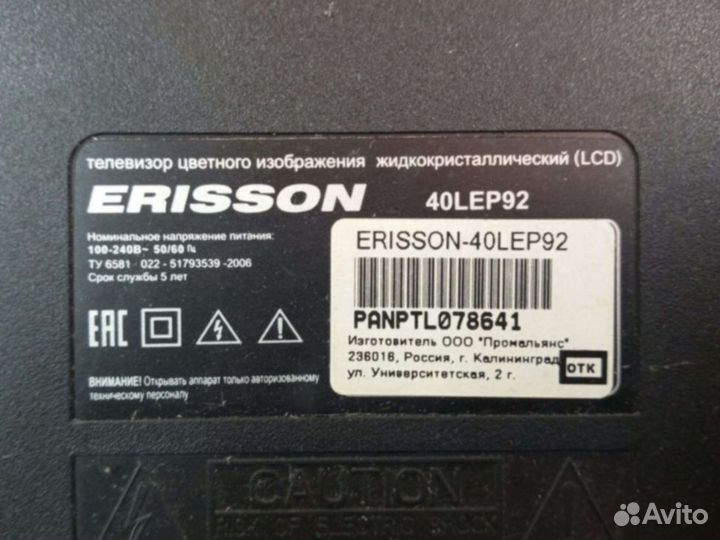 телевизор цветного изображения жидкокристаллический (LCD)
ERISSON 40LEP92
Номинальное напряжение питания:
100-240В~ 50/60 Гц
ТУ 6581 - 022 - 51793539 -2006
Срок службы 5 лет
EAC
ВНИМАНИЕ! Открывать аппарат только авторизованному
техническому персоналу
ERISSON-40LEP92
PANPTL078641
Изготовитель ООО "Промальянс"
236016, Россия, г. Калининград
ул. Университетская, 2 г.
ОТК
CAUTION
Avito